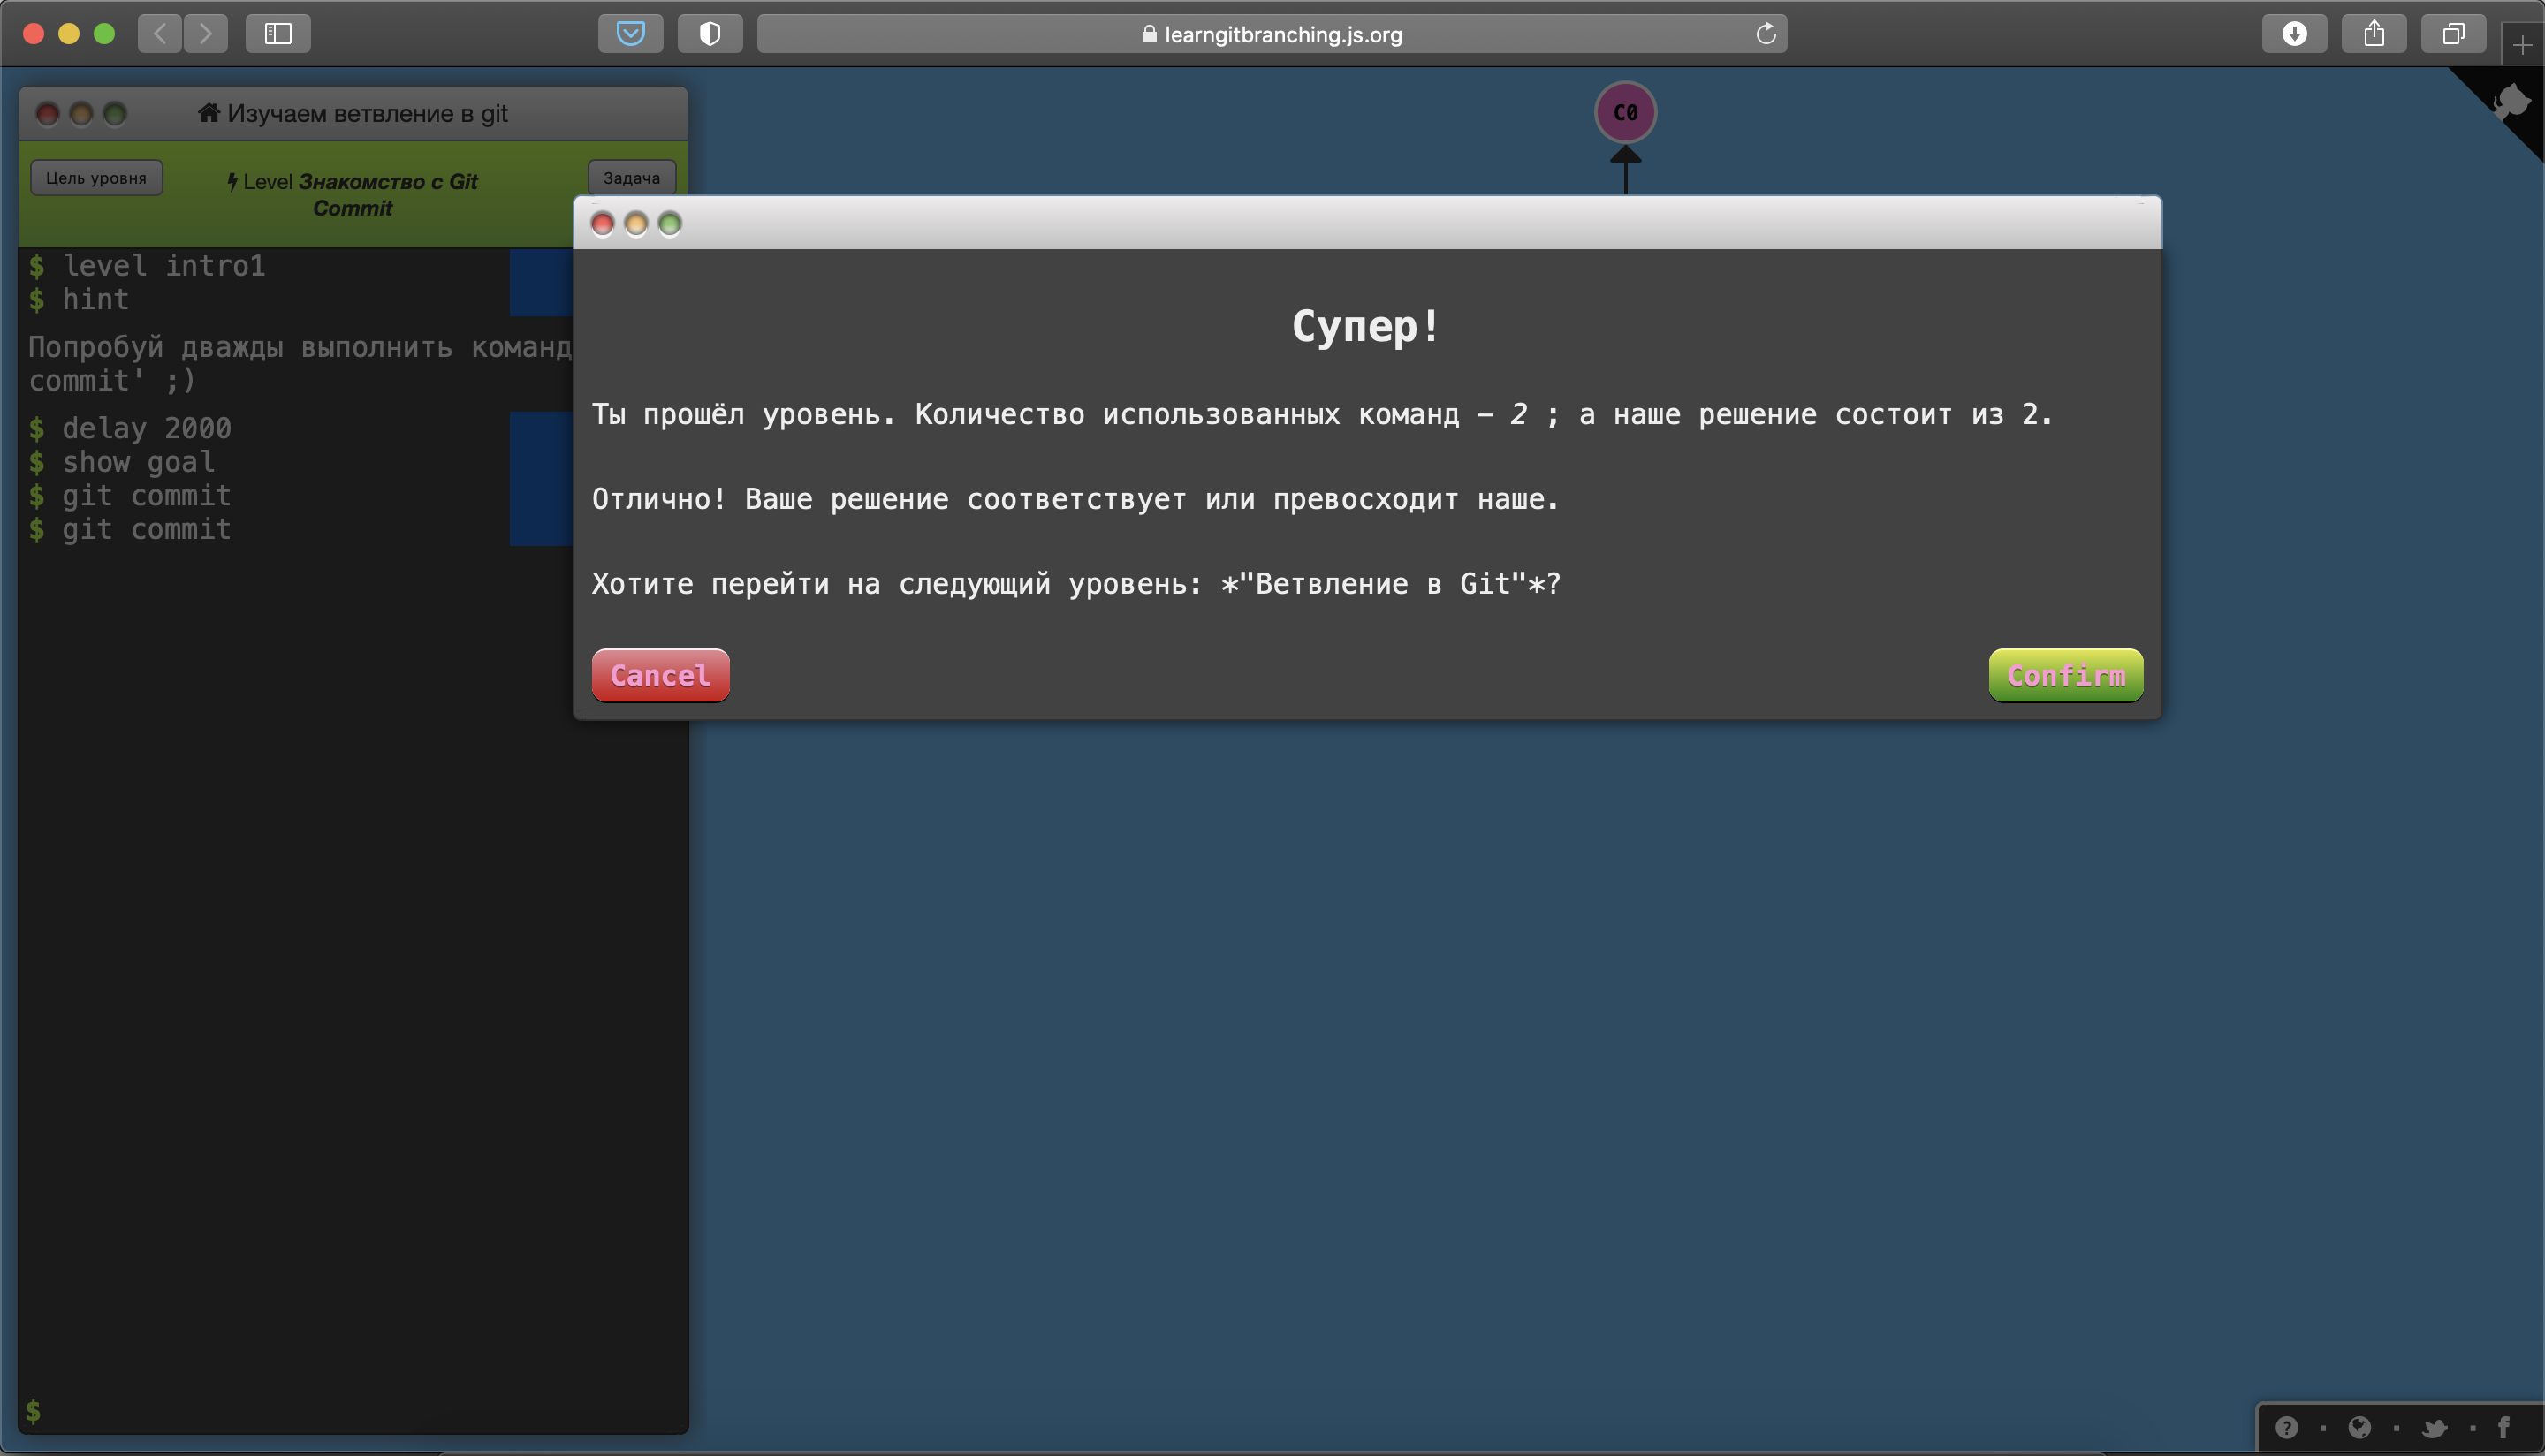 learngitbranching.js.org
Изучаем ветвление в git
Цель уровня
Level Знакомство с Git
Commit
Задача
C0
$ level intro1
$ hint
Попробуй дважды выполнить команд
commit' ;)
$ delay 2000
$ show goal
$ git commit
$ git commit
$
Супер!
Ты прошёл уровень. Количество использованных команд – 2 ; а наше решение состоит из 2.
Отлично! Ваше решение соответствует или превосходит наше.
Хотите перейти на следующий уровень: *"Ветвление в Git"*?
Cancel
Confirm